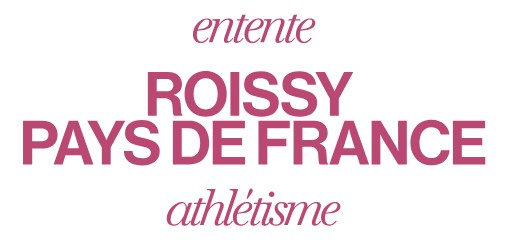 entente
ROISSY
PAYS DE FRANCE
athlétisme